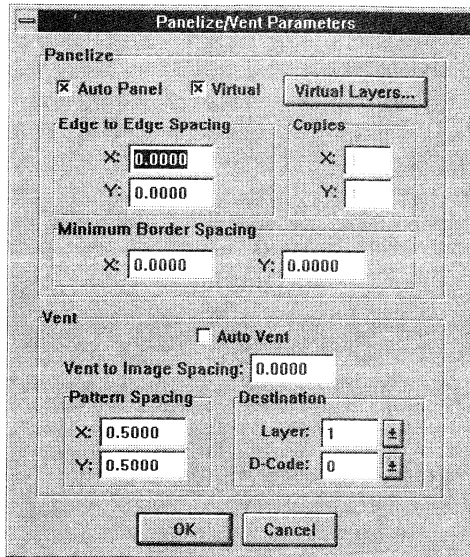 Panelize/Vent Parameters
Panelize
Auto Panel Virtual Virtual Layers...
Edge to Edge Spacing Copies
X: 0.0000 X:
Y: 0.0000 Y:
Minimum Border Spacing
X: 0.0000 Y: 0.0000
Vent
Auto Vent
Vent to Image Spacing: 0.0000
Pattern Spacing Destination
X: 0.5000 Layer: 1
Y: 0.5000 D-Code: 0
OK Cancel